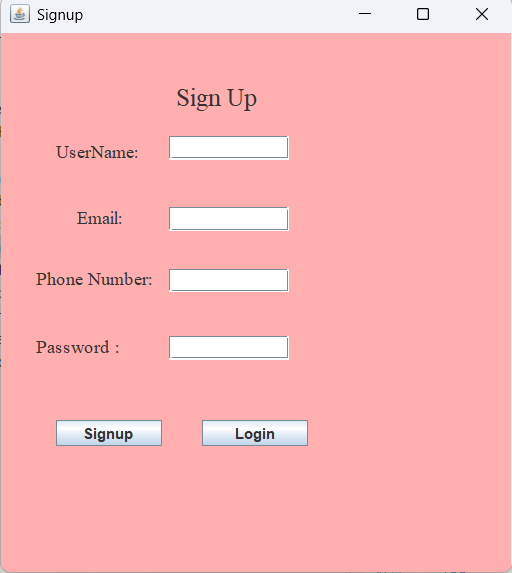 Signup
Sign Up
UserName:
Email:
Phone Number:
Password :
Signup Login